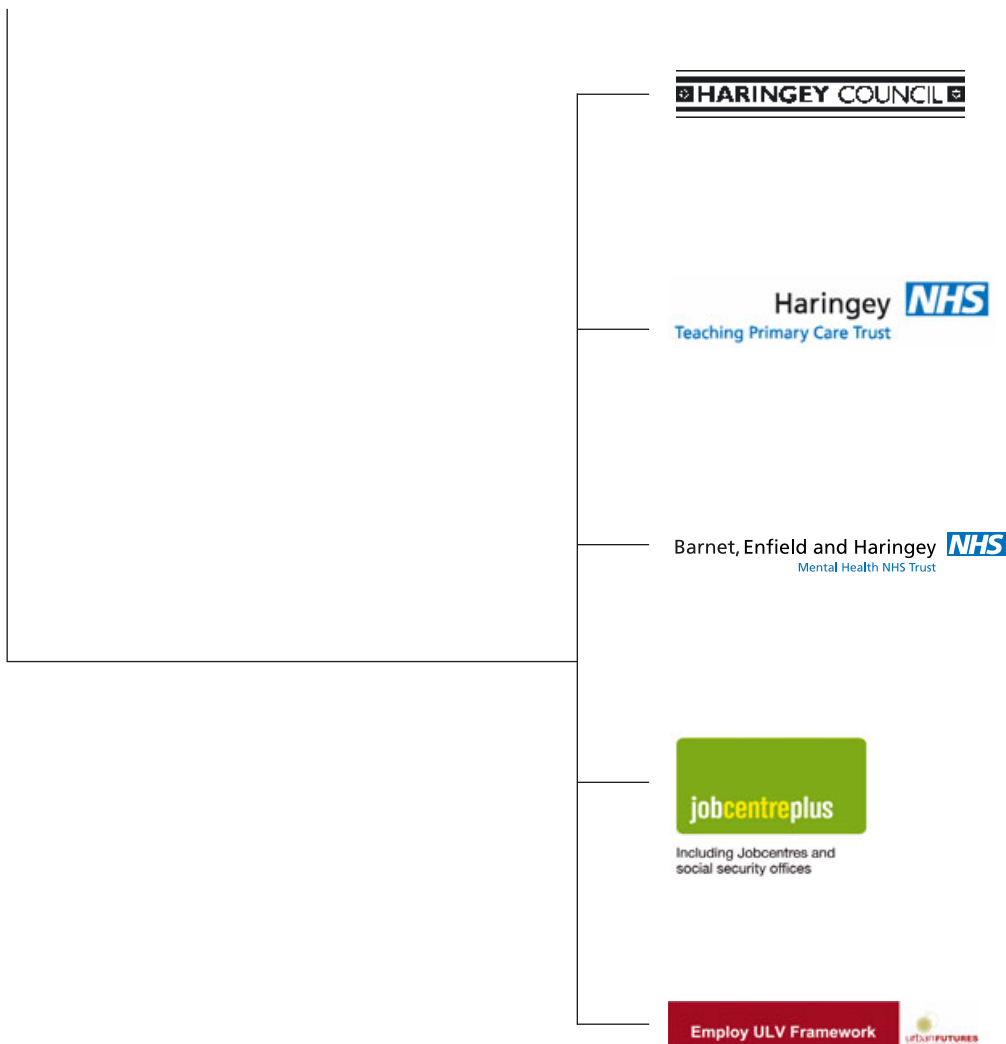 HARINGEY COUNCIL
Haringey NHS
Teaching Primary Care Trust
Barnet, Enfield and Haringey NHS
Mental Health NHS Trust
jobcentreplus
Including Jobcentres and
social security offices
Employ ULV Framework
urbanFUTURES